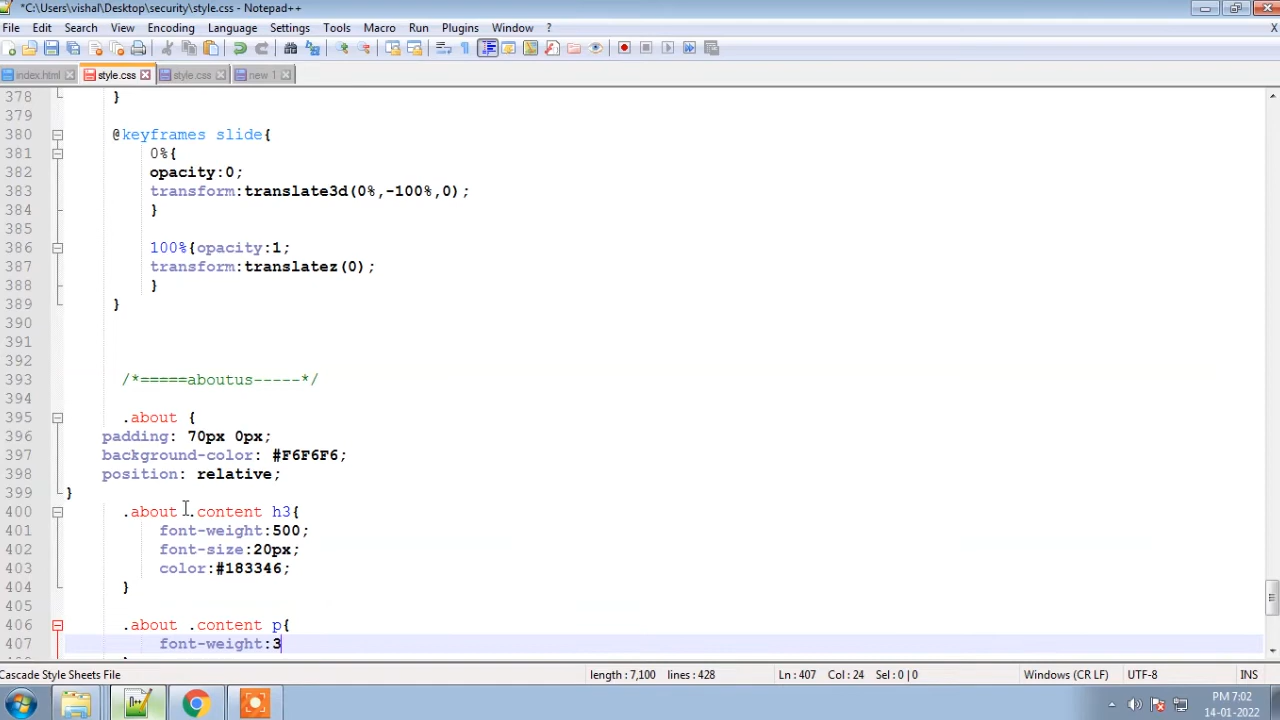 *C:\Users\vishal\Desktop\security\style.css - Notepad++
File Edit Search View Encoding Language Settings Tools Macro Run Plugins Window ?
index.html style.css style.css new 1
378 }
379
380 @keyframes slide{
381 0%{
382 opacity:0;
383 transform:translate3d(0%,-100%,0);
384 }
385
386 100%{opacity:1;
387 transform:translatez(0);
388 }
389 }
390
391
392
393 /*=====aboutus-----*/
394
395 .about {
396 padding: 70px 0px;
397 background-color: #F6F6F6;
398 position: relative;
399 }
400 .about .content h3{
401 font-weight:500;
402 font-size:20px;
403 color:#183346;
404 }
405
406 .about .content p{
407 font-weight:3
Cascade Style Sheets File length : 7,100 lines : 428 Ln : 407 Col : 24 Sel : 0 | 0 Windows (CR LF) UTF-8 INS
PM 7:02
14-01-2022